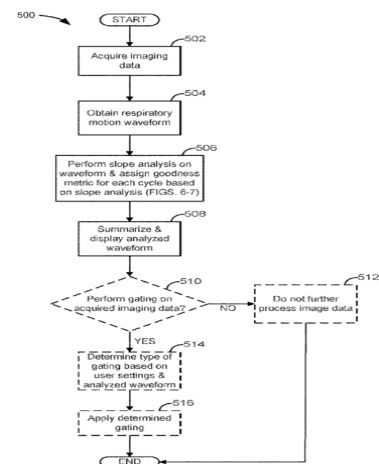 500
START
502
Acquire imaging
data
504
Obtain respiratory
motion waveform
506
Perform slope analysis on
waveform & assign goodness
metric for each cycle based
on slope analysis (FIGS. 6-7)
508
Summarize &
display analyzed
waveform
510
Perform gating on
acquired imaging data?
NO
512
Do not further
process image data
YES
514
Determine type of
gating based on
user settings &
analyzed waveform
516
Apply determined
gating
END